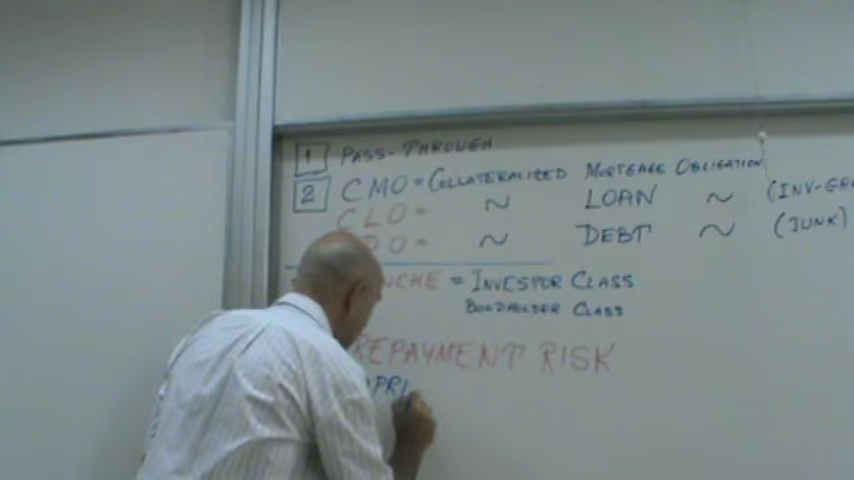 1 PASS-THROUGH
2 CMO = COLLATERALIZED MORTGAGE OBLIGATION
CLO = ~ LOAN ~ (INV-GR
DO = ~ DEBT ~ (JUNK)
NCHE = INVESTOR CLASS
BONDHOLDER CLASS
REPAYMENT RISK
PRI